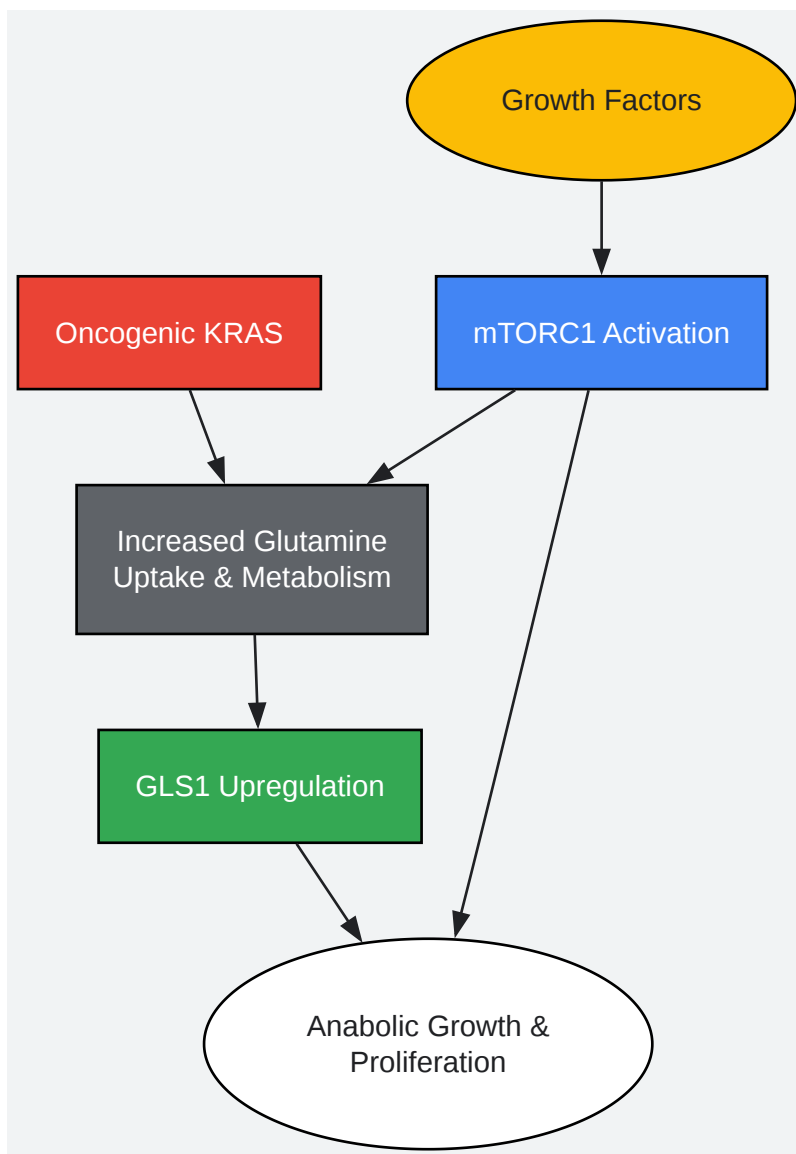 Growth Factors
Oncogenic KRAS
mTORC1 Activation
Increased Glutamine
Uptake & Metabolism
GLS1 Upregulation
Anabolic Growth &
Proliferation